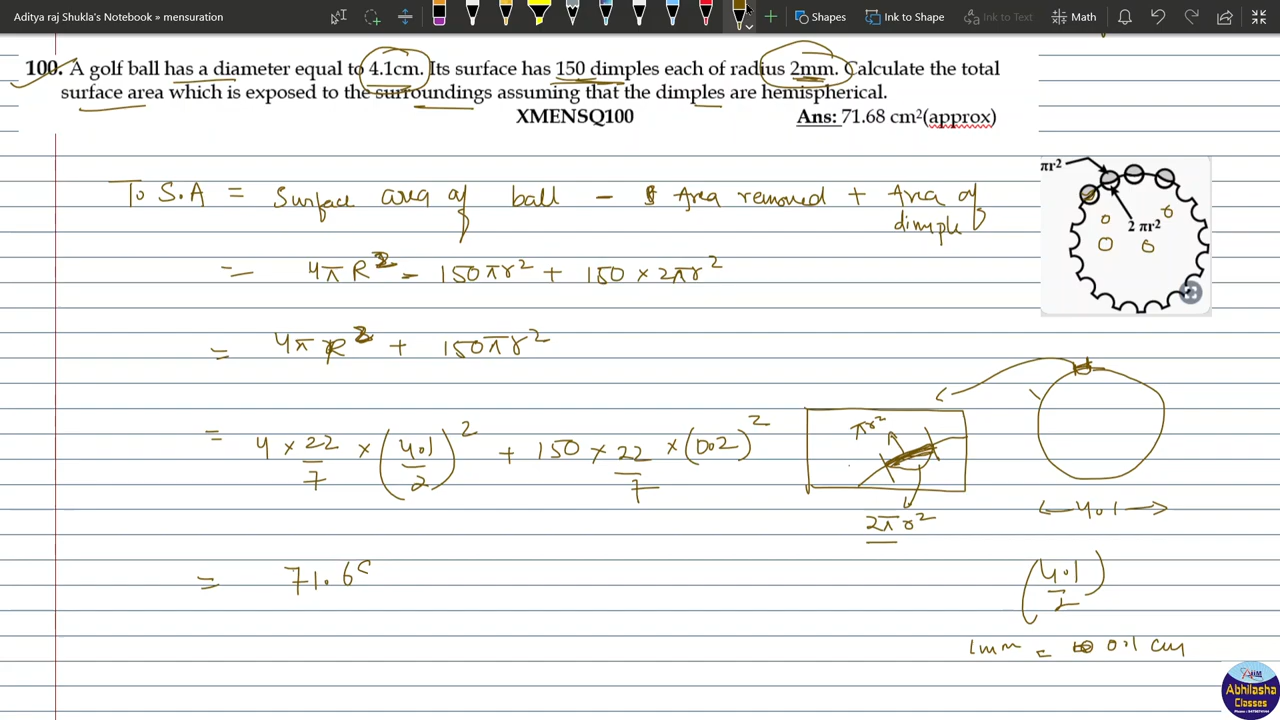 Aditya raj Shukla's Notebook » mensuration
Shapes Ink to Shape Ink to Text Math
100. A golf ball has a diameter equal to 4.1cm. Its surface has 150 dimples each of radius 2mm. Calculate the total
surface area which is exposed to the surroundings assuming that the dimples are hemispherical.
XMENSQ100 Ans: 71.68 cm²(approx)
πr²
2 πr²
To S.A = Surface area of ball - Area removed + Area of
dimple
= 4πR² - 150πr² + 150 × 2πr²
= 4πR² + 150πr²
= 4 × 22/7 × (4.1/2)² + 150 × 22/7 × (0.2)²
πr²
2πr²
4.1
= 71.68
(4.1/2)
1mm = 0.1 cm
Abhilasha
Classes